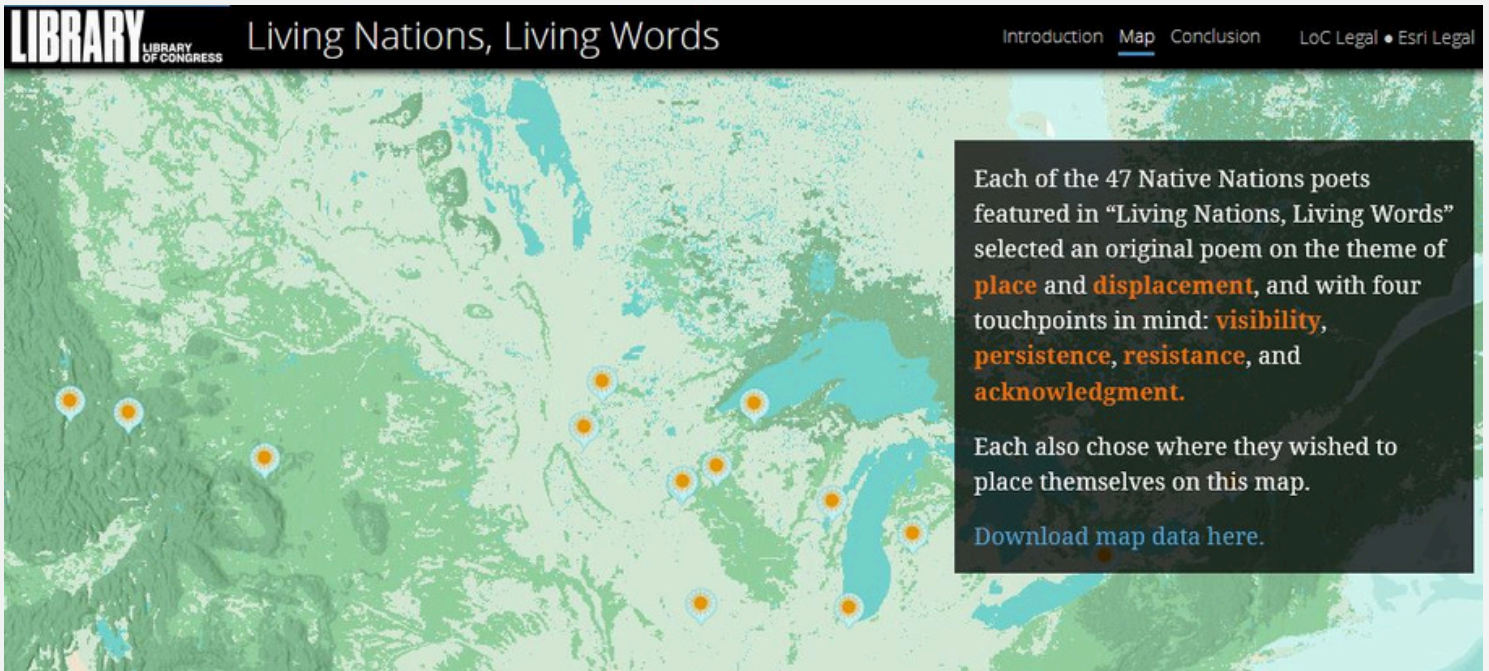 LIBRARY LIBRARY OF CONGRESS
Living Nations, Living Words
Introduction Map Conclusion LoC Legal ● Esri Legal
Each of the 47 Native Nations poets
featured in “Living Nations, Living Words”
selected an original poem on the theme of
place and displacement, and with four
touchpoints in mind: visibility,
persistence, resistance, and
acknowledgment.
Each also chose where they wished to
place themselves on this map.
Download map data here.